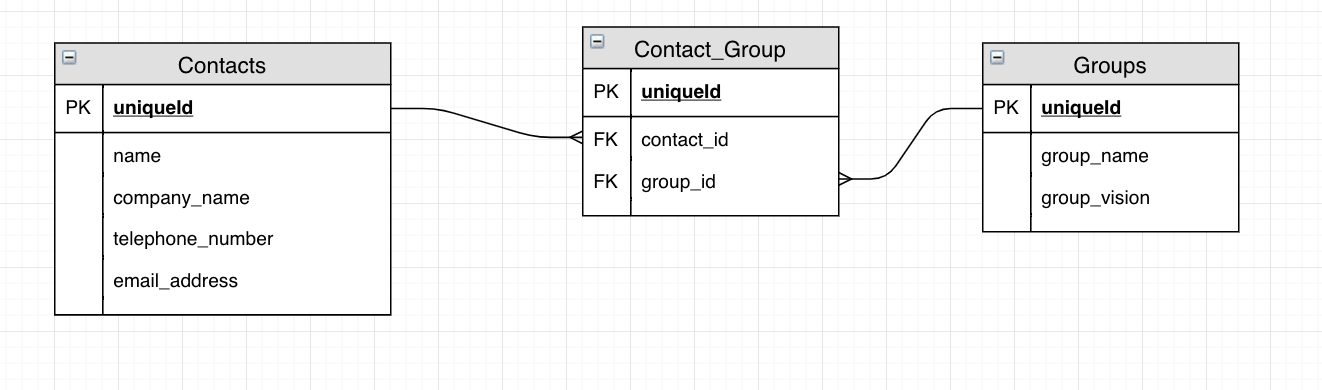 Contacts
PK uniqueId
name
company_name
telephone_number
email_address
Contact_Group
PK uniqueId
FK contact_id
FK group_id
Groups
PK uniqueId
group_name
group_vision